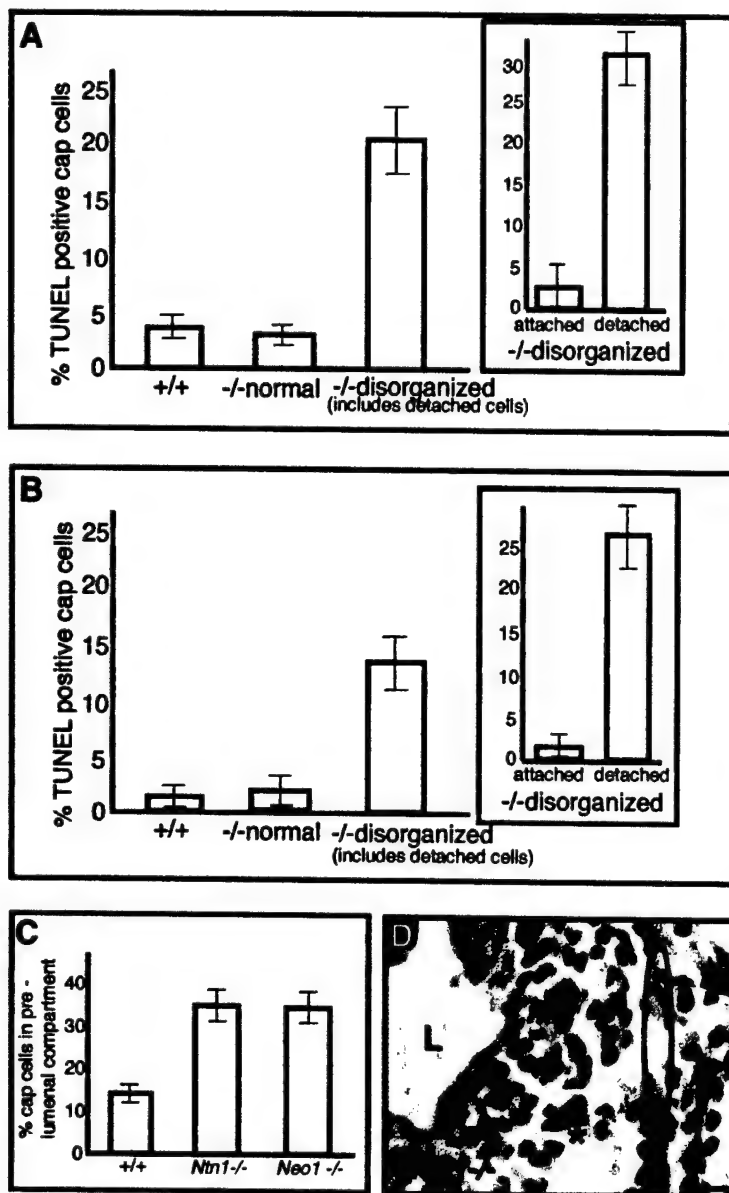 A
% TUNEL positive cap cells
25
20
15
10
5
0
+/+ -/-normal -/-disorganized
(includes detached cells)
30
25
20
15
10
5
0
attached detached
-/-disorganized
B
% TUNEL positive cap cells
25
20
15
10
5
0
+/+ -/-normal -/-disorganized
(includes detached cells)
25
20
15
10
5
0
attached detached
-/-disorganized
C
% cap cells in pre -
lumenal compartment
40
30
20
10
+/+ Ntn1-/- Neo1 -/-
D
L
*
-/-